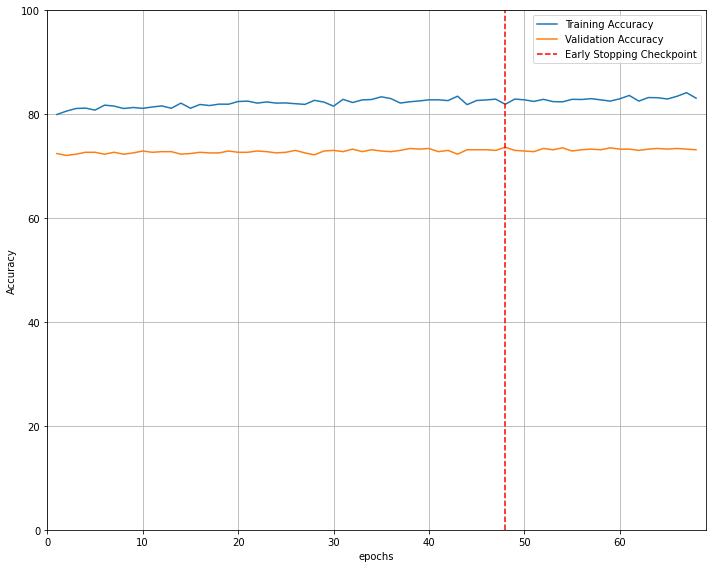 Training Accuracy
Validation Accuracy
Early Stopping Checkpoint
100
80
60
40
20
0
Accuracy
0 10 20 30 40 50 60
epochs